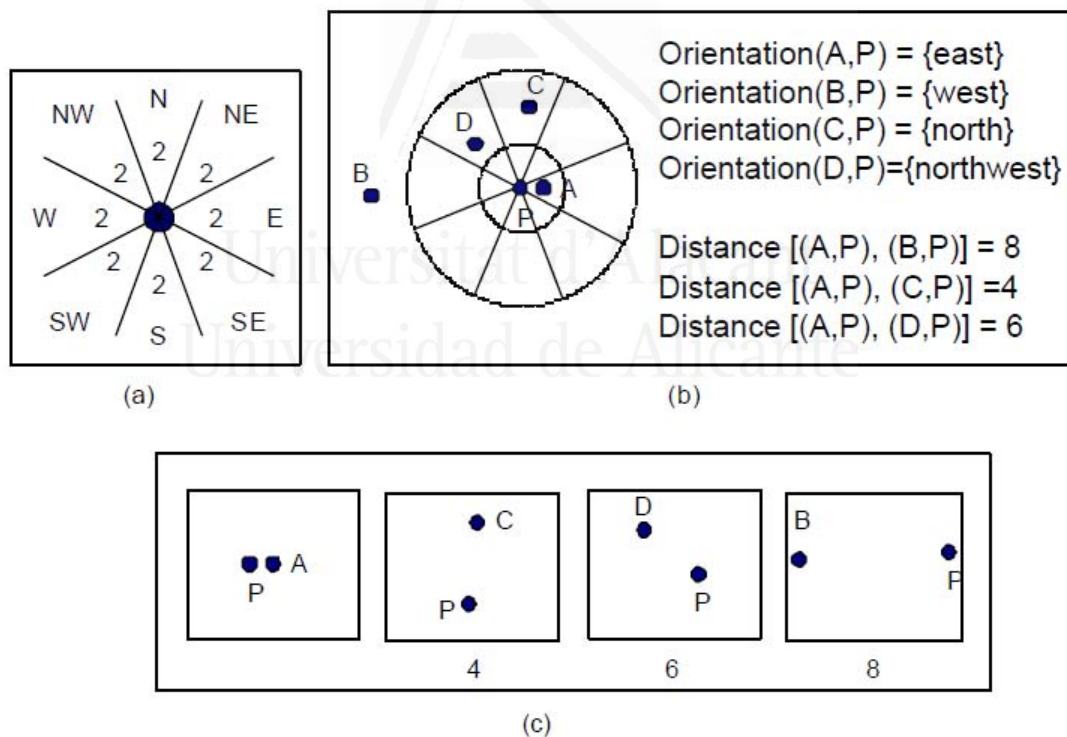 N
NW NE
2
2 2
W 2 2 E
2 2
2
SW SE
S
(a)
C
D
B
A
P
Orientation(A,P) = {east}
Orientation(B,P) = {west}
Orientation(C,P) = {north}
Orientation(D,P)={northwest}
Distance [(A,P), (B,P)] = 8
Distance [(A,P), (C,P)] =4
Distance [(A,P), (D,P)] = 6
Universitat d'Alacant
Universidad de Alicante
(b)
P A
C
P
D
P
B
P
4 6 8
(c)